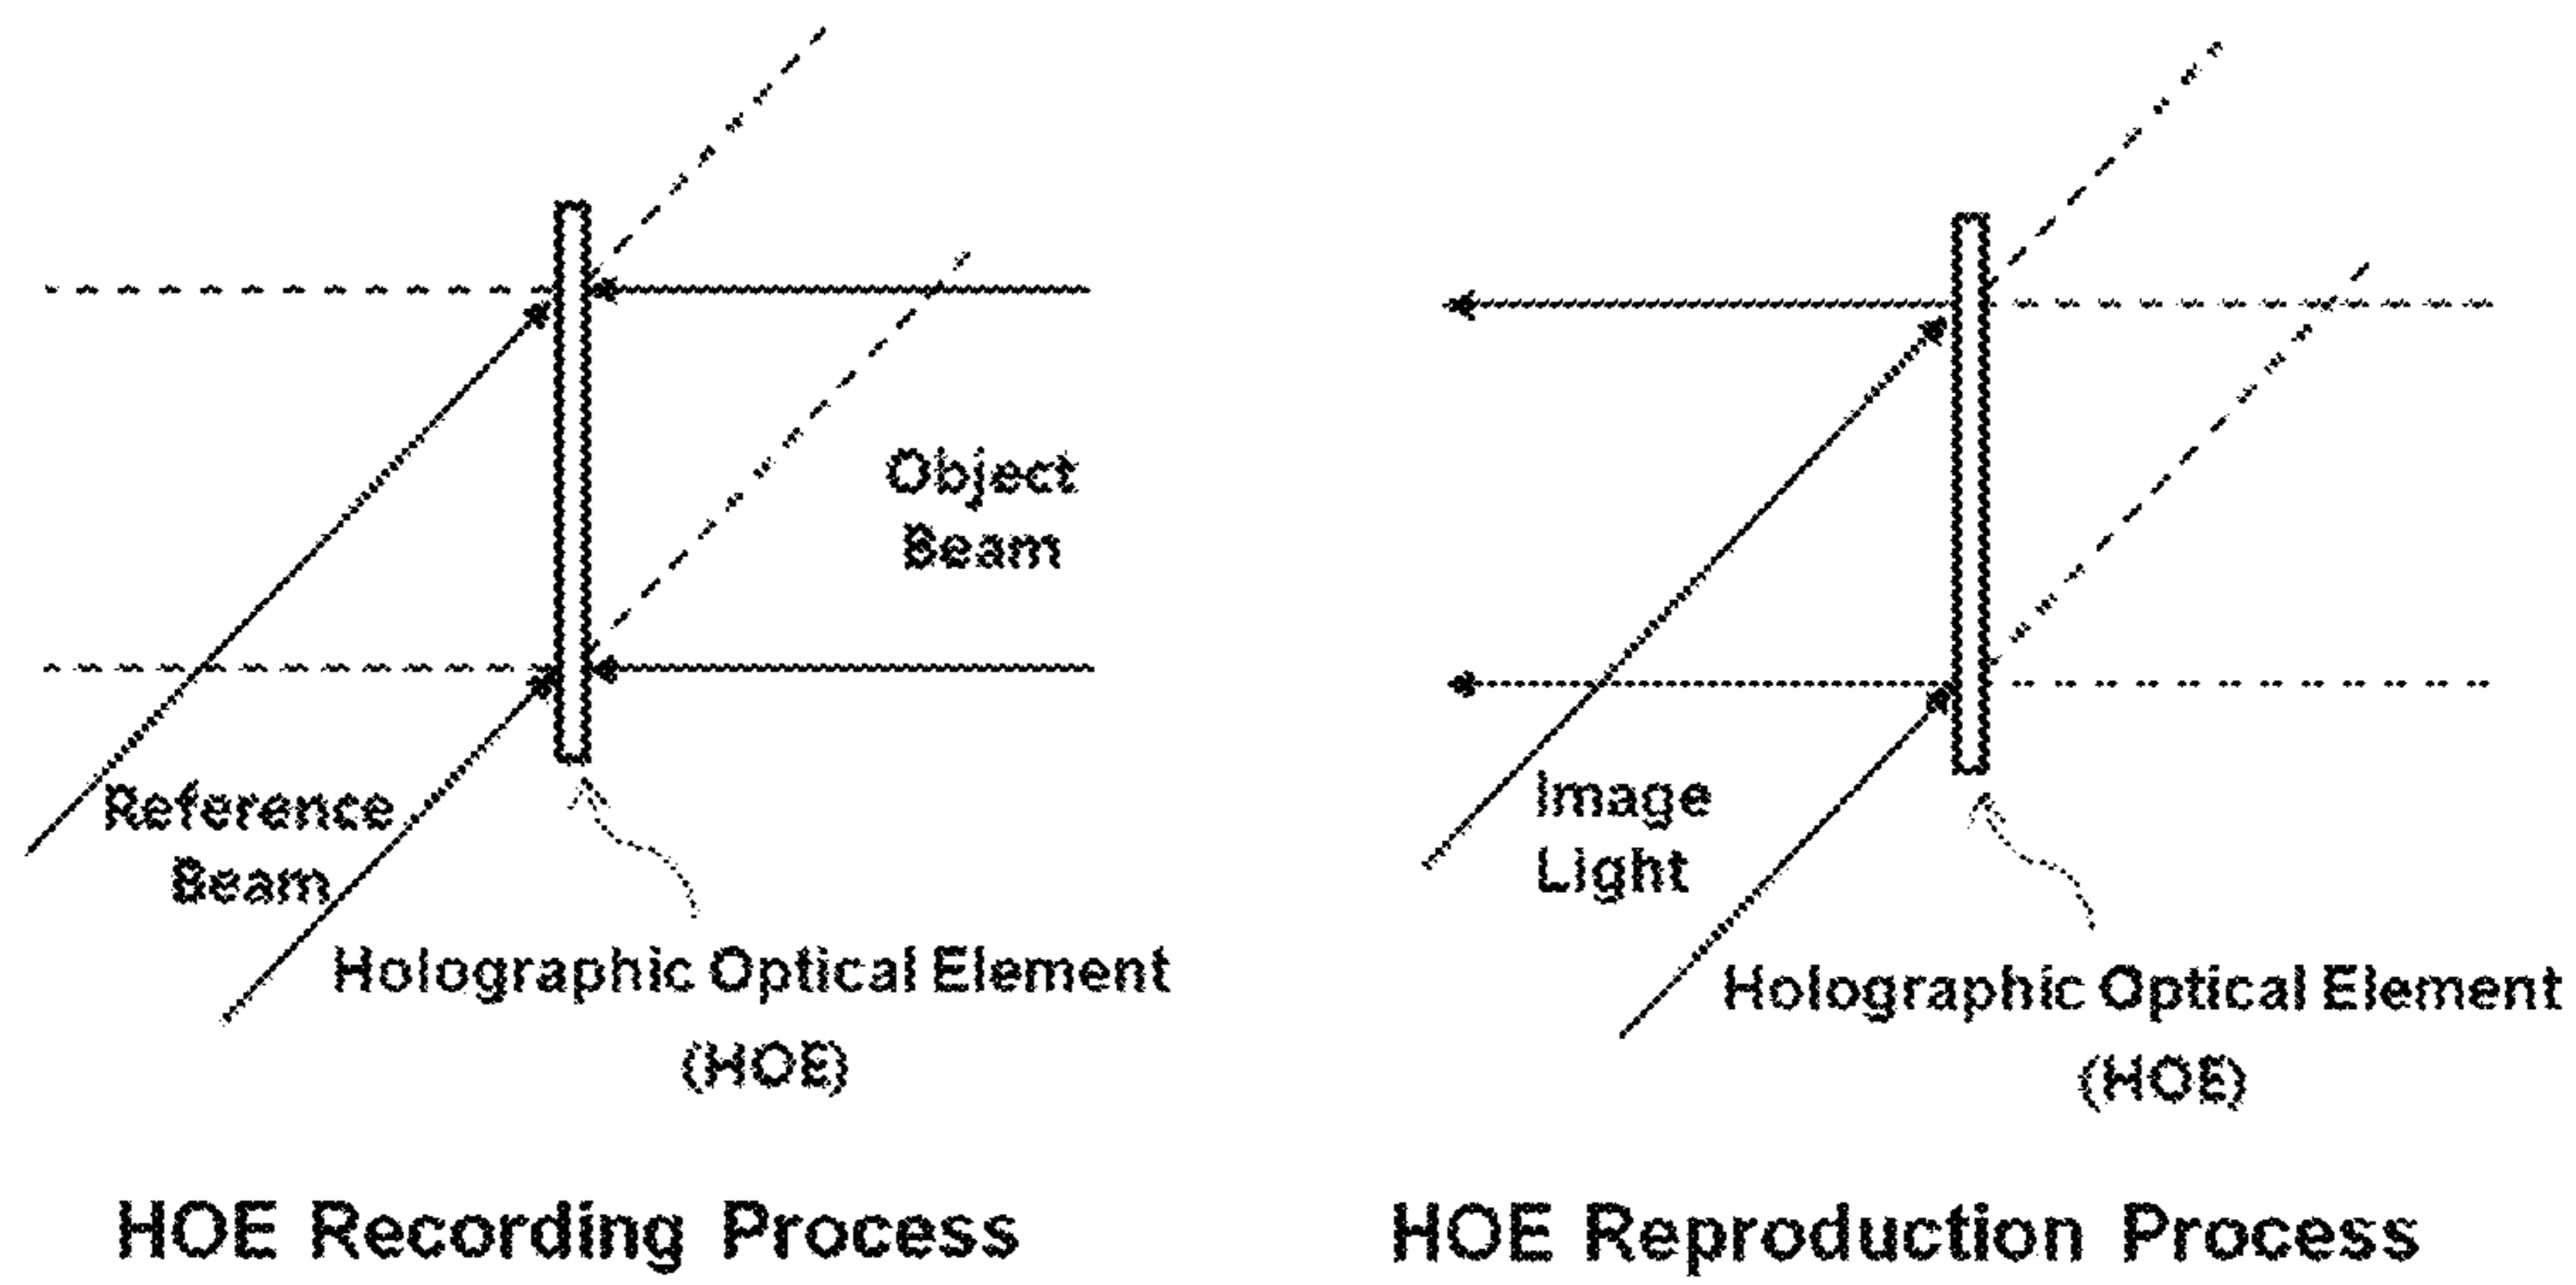 Object
Beam
Reference
Beam
Holographic Optical Element
(HOE)
HOE Recording Process
Image
Light
Holographic Optical Element
(HOE)
HOE Reproduction Process